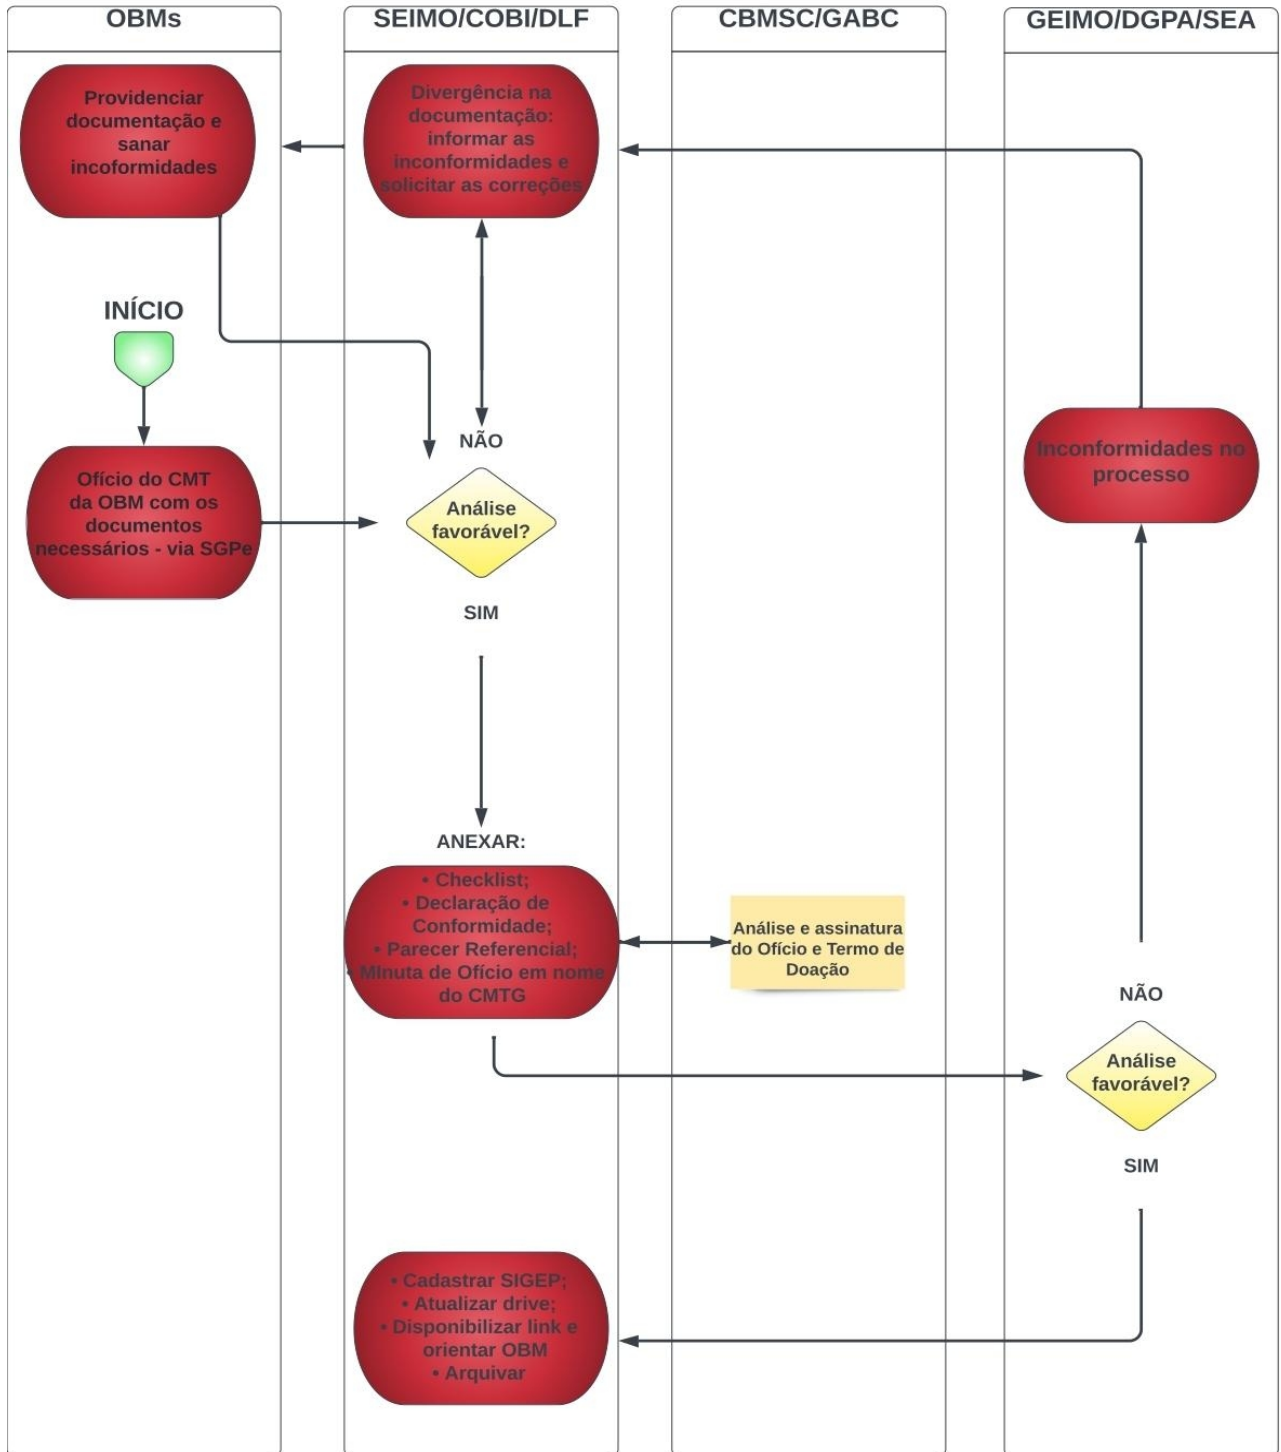 OBMs
SEIMO/COBI/DLF
CBMSC/GABC
GEIMO/DGPA/SEA
Providenciar
documentação e
sanar
incoformidades
Divergência na
documentação:
informar as
inconformidades e
solicitar as correções
INÍCIO
Ofício do CMT
da OBM com os
documentos
necessários - via SGPe
NÃO
Análise
favorável?
SIM
Inconformidades no
processo
ANEXAR:
• Checklist;
• Declaração de
Conformidade;
• Parecer Referencial;
• MInuta de Ofício em nome
do CMTG
Análise e assinatura
do Ofício e Termo de
Doação
NÃO
Análise
favorável?
SIM
• Cadastrar SIGEP;
• Atualizar drive;
• Disponibilizar link e
orientar OBM
• Arquivar